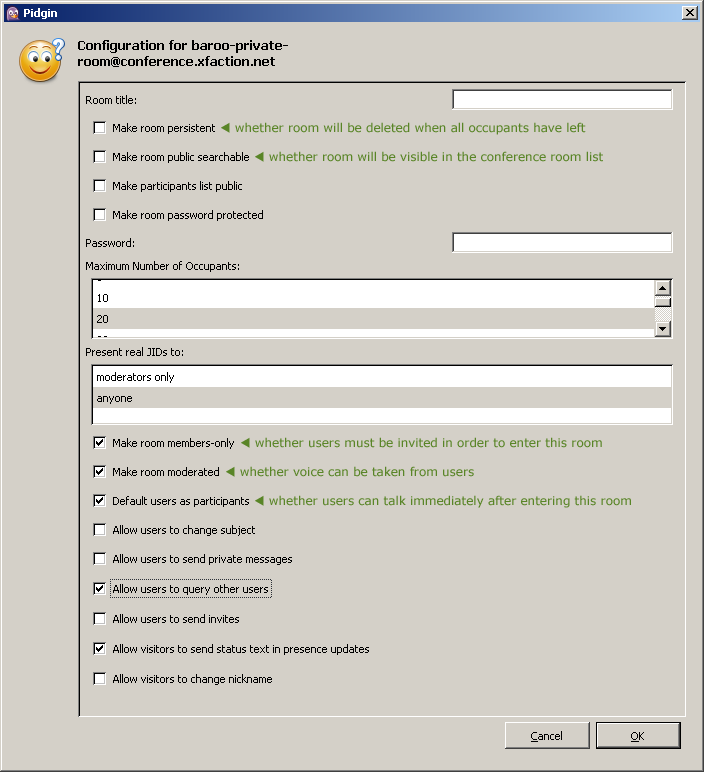 Pidgin
Configuration for baroo-private-
room@conference.xfaction.net
Room title:
Make room persistent ◄ whether room will be deleted when all occupants have left
Make room public searchable ◄ whether room will be visible in the conference room list
Make participants list public
Make room password protected
Password:
Maximum Number of Occupants:
10
20
Present real JIDs to:
moderators only
anyone
Make room members-only ◄ whether users must be invited in order to enter this room
Make room moderated ◄ whether voice can be taken from users
Default users as participants ◄ whether users can talk immediately after entering this room
Allow users to change subject
Allow users to send private messages
Allow users to query other users
Allow users to send invites
Allow visitors to send status text in presence updates
Allow visitors to change nickname
Cancel OK